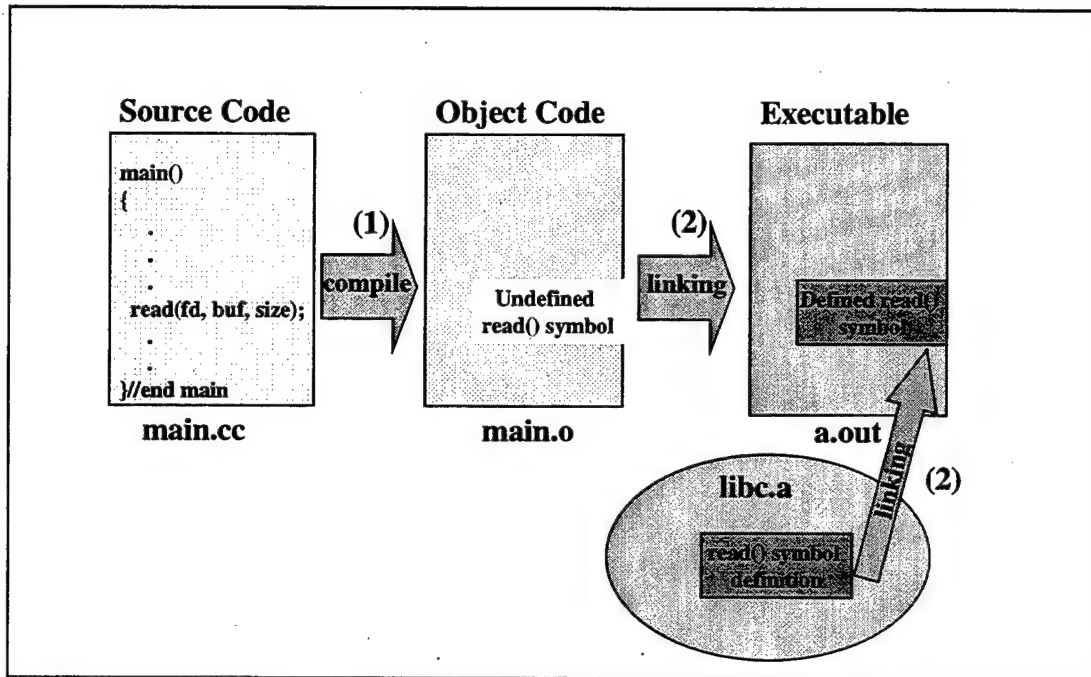 Source Code
main()
{
.
.
.
read(fd, buf, size);
.
.
}//end main
main.cc
(1)
compile
Object Code
Undefined
read() symbol
main.o
(2)
linking
Executable
Defined read()
symbol
a.out
linking
(2)
libc.a
read() symbol
definition